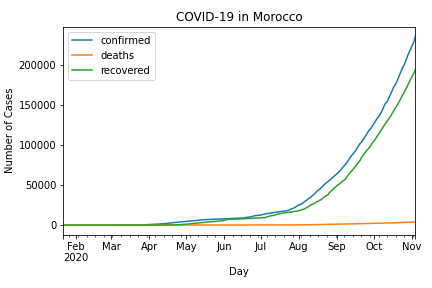 COVID-19 in Morocco
confirmed
deaths
recovered
Number of Cases
200000
150000
100000
50000
0
Feb Mar Apr May Jun Jul Aug Sep Oct Nov
2020
Day